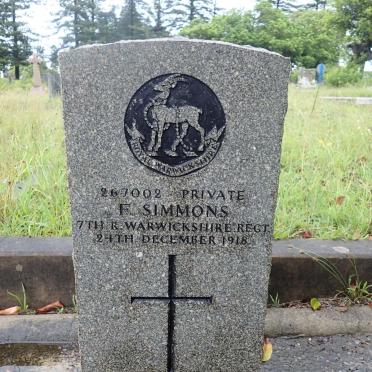 ROYAL WARWICKSHIRE
267002 PRIVATE
F. SIMMONS
7TH R. WARWICKSHIRE REGT
24TH DECEMBER 1918